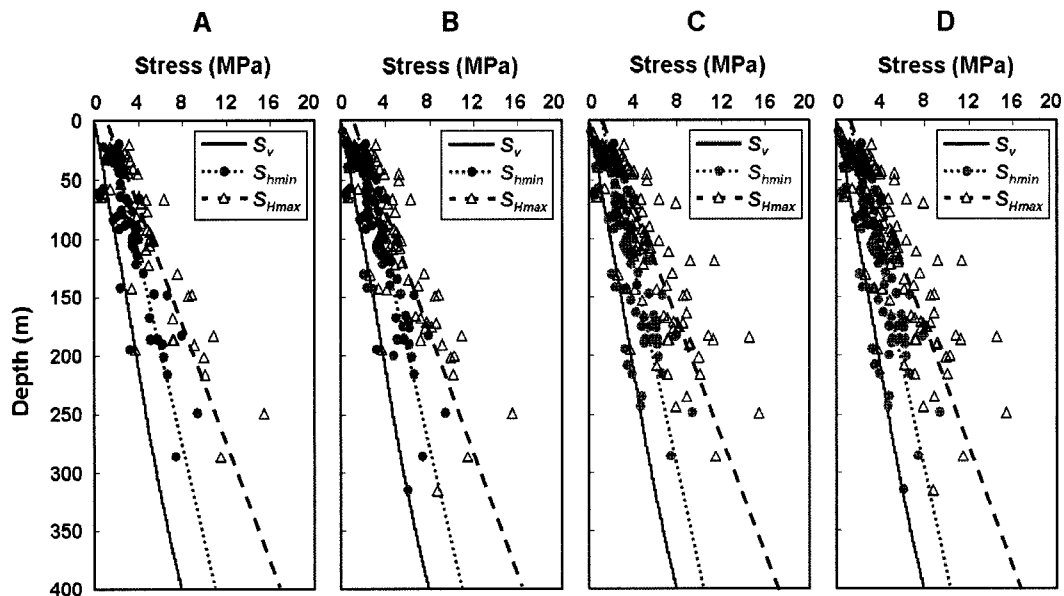 A B C D
Stress (MPa) Stress (MPa) Stress (MPa) Stress (MPa)
0 4 8 12 16 20 0 4 8 12 16 20 0 4 8 12 16 20 0 4 8 12 16 20
0
50
100
150
200
250
300
350
400
Depth (m)
Sv
Shmin
SHmax
Sv
Shmin
SHmax
Sv
Shmin
SHmax
Sv
Shmin
SHmax